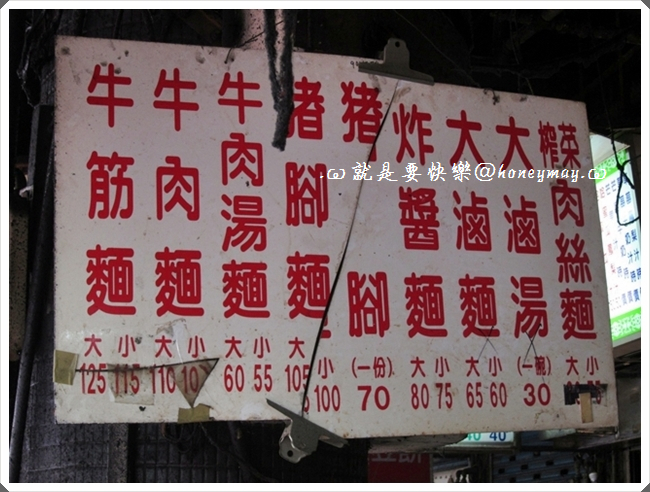 牛筋麵
大 小
125 115
牛肉麵
大 小
110
牛肉湯麵
大 小
60 55
豬腳麵
大 小
105 100
豬腳
(一份)
70
炸醬麵
大 小
80 75
大滷麵
大 小
65 60
大滷湯
(一碗)
30
榨菜肉絲麵
大 小
.ω就是要快樂@honeymay.ω
40